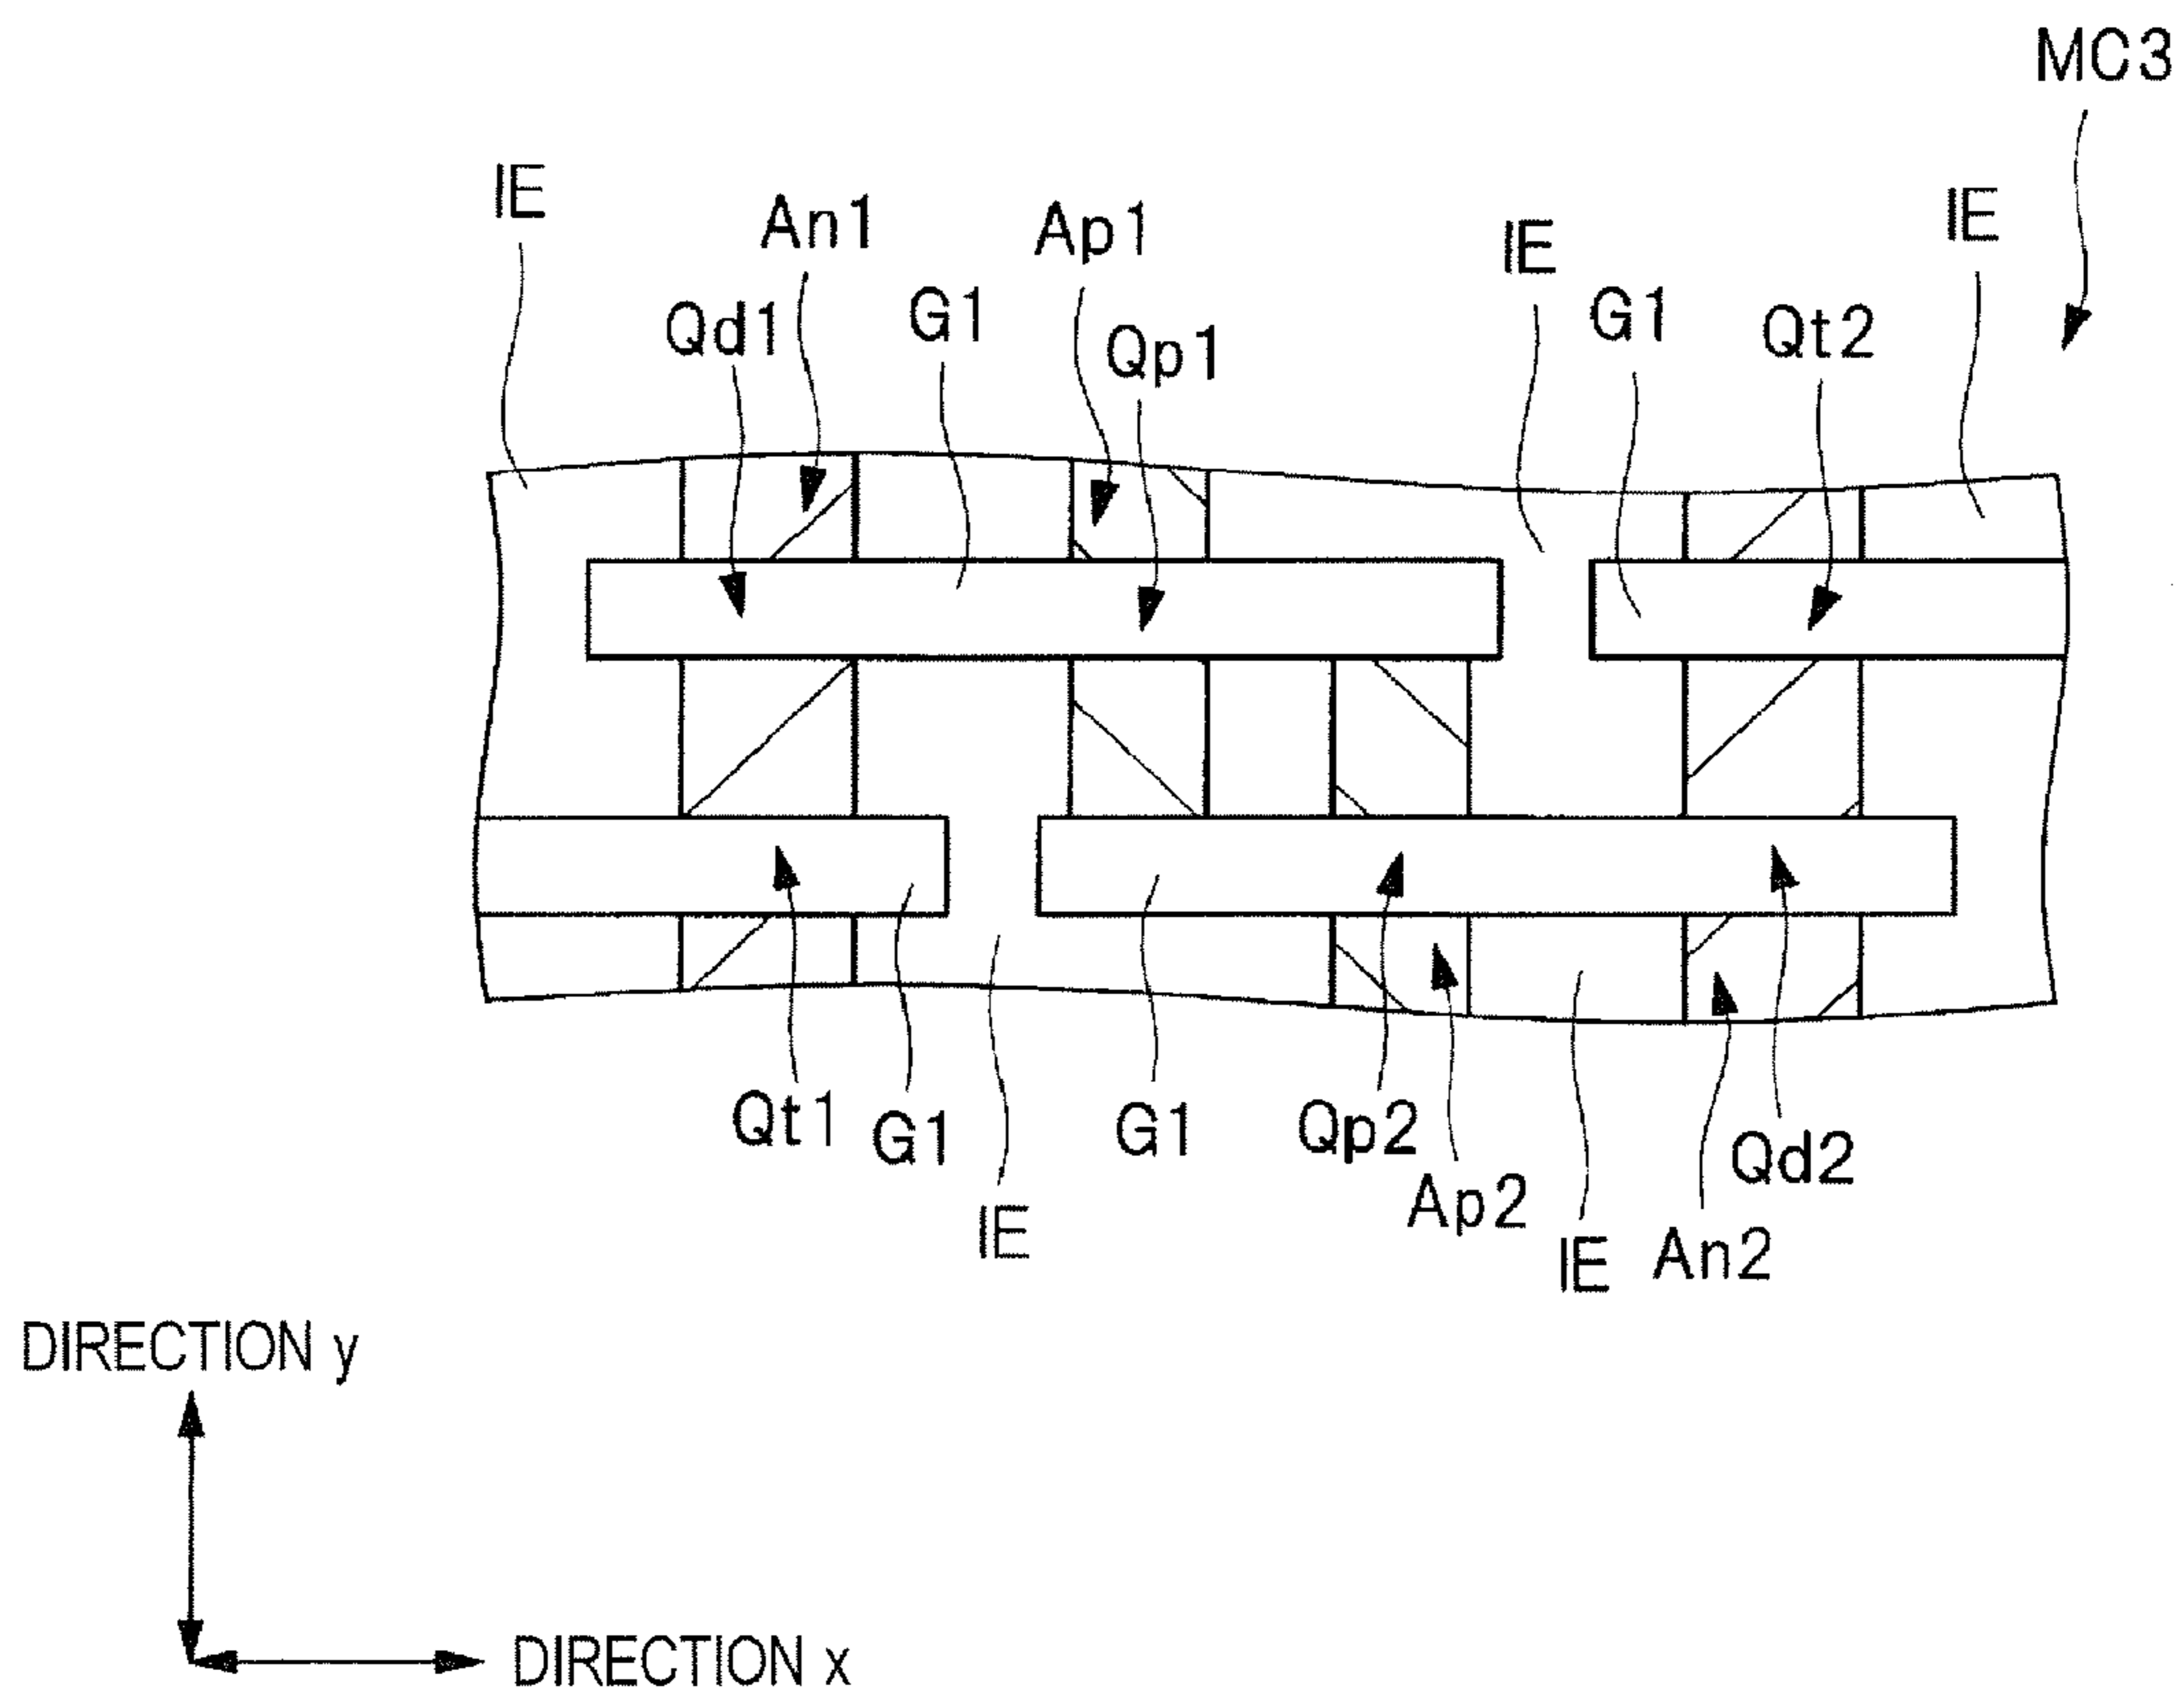 MC3
IE
An1
Ap1
IE
IE
Qd1
G1
Qp1
G1
Qt2
Qt1
G1
G1
Qp2
Qd2
IE
Ap2
IE
An2
DIRECTION y
DIRECTION x